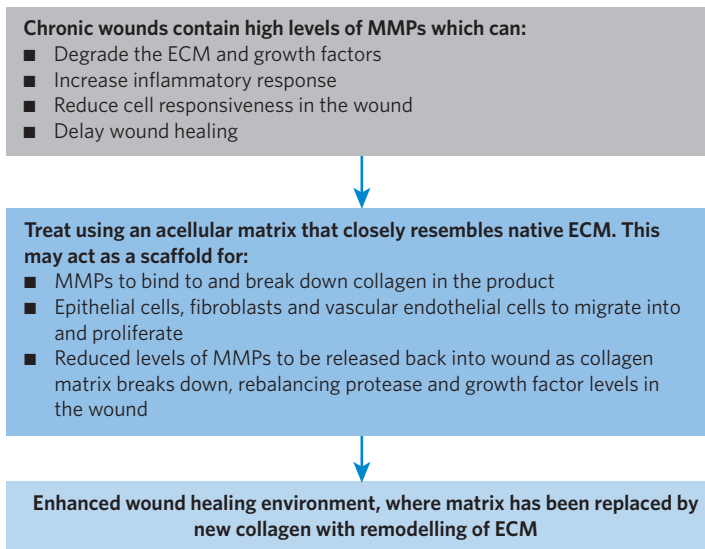 Chronic wounds contain high levels of MMPs which can:
■ Degrade the ECM and growth factors
■ Increase inflammatory response
■ Reduce cell responsiveness in the wound
■ Delay wound healing
Treat using an acellular matrix that closely resembles native ECM. This
may act as a scaffold for:
■ MMPs to bind to and break down collagen in the product
■ Epithelial cells, fibroblasts and vascular endothelial cells to migrate into
and proliferate
■ Reduced levels of MMPs to be released back into wound as collagen
matrix breaks down, rebalancing protease and growth factor levels in
the wound
Enhanced wound healing environment, where matrix has been replaced by
new collagen with remodelling of ECM